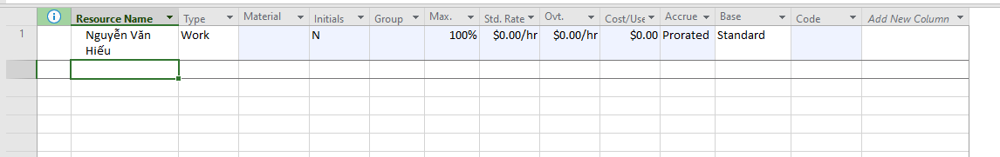 Resource Name Type Material Initials Group Max. Std. Rate Ovt. Cost/Use Accrue Base Code Add New Column
1 Nguyễn Văn Work N 100% $0.00/hr $0.00/hr $0.00 Prorated Standard
Hiếu